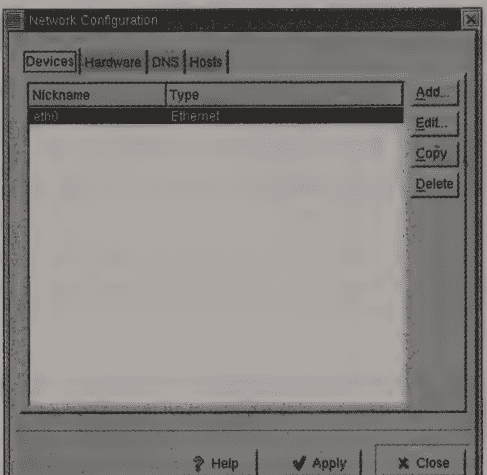 Network Configuration
Devices Hardware DNS Hosts
Nickname Type
eth0 Ethernet
Add...
Edit...
Copy
Delete
Help Apply Close